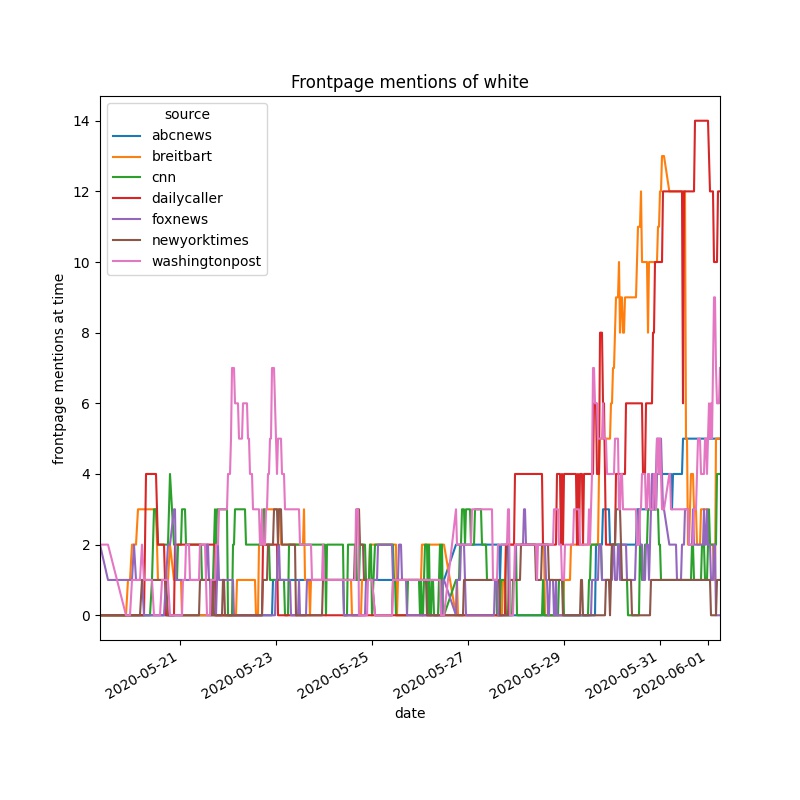 Frontpage mentions of white
source
abcnews
breitbart
cnn
dailycaller
foxnews
newyorktimes
washingtonpost
14
12
10
8
6
4
2
0
frontpage mentions at time
2020-05-21
2020-05-23
2020-05-25
2020-05-27
2020-05-29
2020-05-31
2020-06-01
date